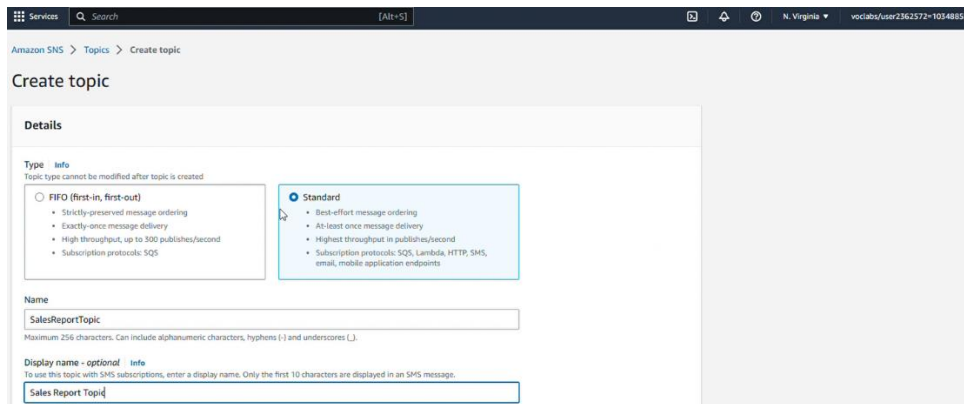 Services Search [Alt+S] N. Virginia ▼ voclabs/user2362572=1034885
Amazon SNS > Topics > Create topic
Create topic
Details
Type Info
Topic type cannot be modified after topic is created
FIFO (first-in, first-out)
• Strictly-preserved message ordering
• Exactly-once message delivery
• High throughput, up to 300 publishes/second
• Subscription protocols: SQS
Standard
• Best-effort message ordering
• At-least once message delivery
• Highest throughput in publishes/second
• Subscription protocols: SQS, Lambda, HTTP, SMS,
email, mobile application endpoints
Name
SalesReportTopic
Maximum 256 characters. Can include alphanumeric characters, hyphens (-) and underscores (_).
Display name - optional Info
To use this topic with SMS subscriptions, enter a display name. Only the first 10 characters are displayed in an SMS message.
Sales Report Topic